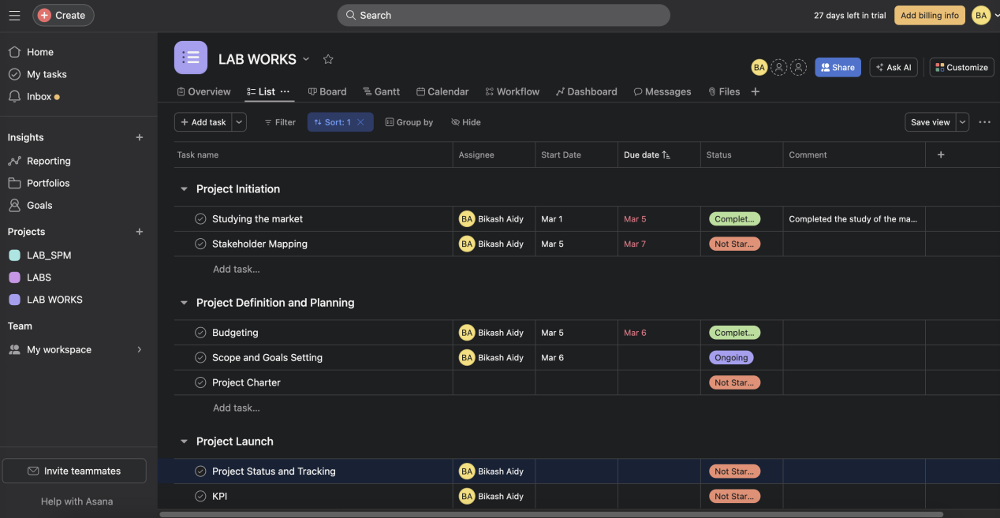 Create
Search
27 days left in trial
Add billing info
BA
Home
My tasks
Inbox
Insights
Reporting
Portfolios
Goals
Projects
LAB_SPM
LABS
LAB WORKS
Team
My workspace
Invite teammates
Help with Asana
LAB WORKS
BA
Share
Ask AI
Customize
Overview List Board Gantt Calendar Workflow Dashboard Messages Files
Add task Filter Sort: 1 Group by Hide Save view
Task name Assignee Start Date Due date Status Comment
Project Initiation
Studying the market BA Bikash Aidy Mar 1 Mar 5 Complet... Completed the study of the ma...
Stakeholder Mapping BA Bikash Aidy Mar 5 Mar 7 Not Star...
Add task...
Project Definition and Planning
Budgeting BA Bikash Aidy Mar 5 Mar 6 Complet...
Scope and Goals Setting BA Bikash Aidy Mar 6 Ongoing
Project Charter Not Star...
Add task...
Project Launch
Project Status and Tracking BA Bikash Aidy Not Star...
KPI BA Bikash Aidy Not Star...